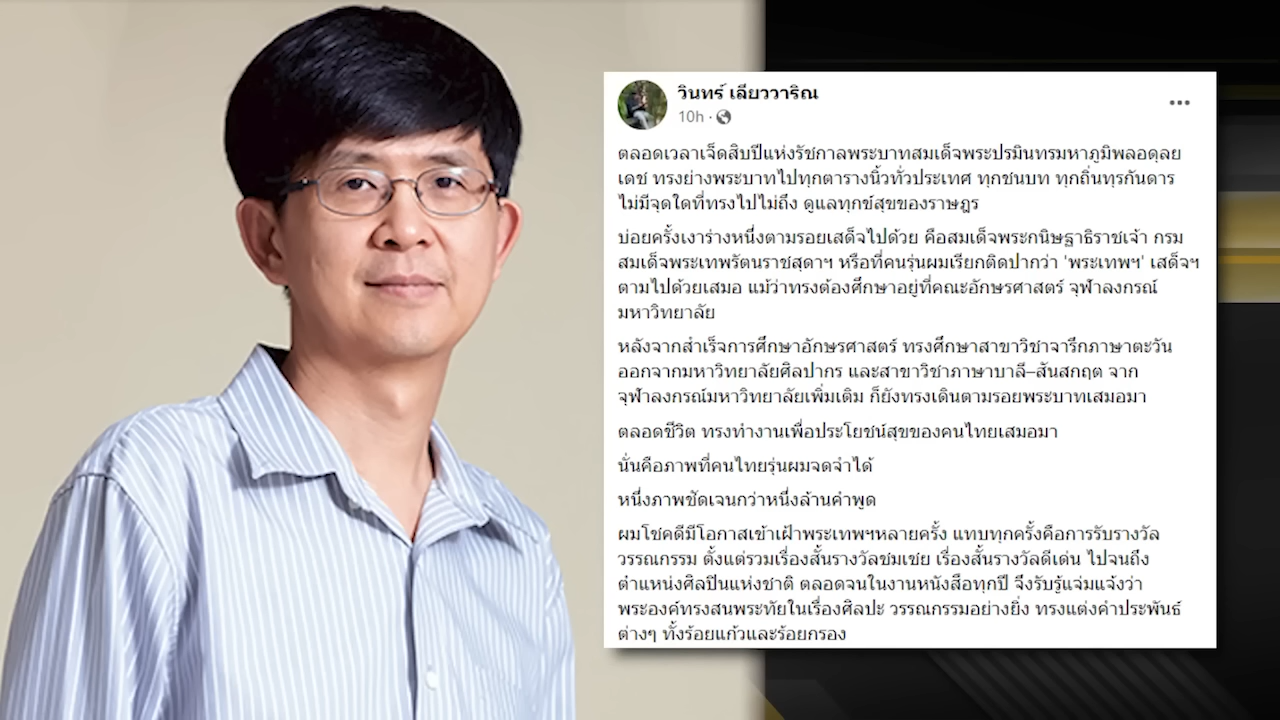 วินทร์ เลียววาริณ
10h
ตลอดเวลาเจ็ดสิบปีแห่งรัชกาลพระบาทสมเด็จพระปรมินทรมหาภูมิพลอดุลย
เดช ทรงย่างพระบาทไปทุกตารางนิ้วทั่วประเทศ ทุกชนบท ทุกถิ่นทุรกันดาร
ไม่มีจุดใดที่ทรงไปไม่ถึง ดูแลทุกข์สุขของราษฎร
บ่อยครั้งเงาร่างหนึ่งตามรอยเสด็จไปด้วย คือสมเด็จพระกนิษฐาธิราชเจ้า กรม
สมเด็จพระเทพรัตนราชสุดาฯ หรือที่คนรุ่นผมเรียกติดปากว่า 'พระเทพฯ' เสด็จฯ
ตามไปด้วยเสมอ แม้ว่าทรงต้องศึกษาอยู่ที่คณะอักษรศาสตร์ จุฬาลงกรณ์
มหาวิทยาลัย
หลังจากสำเร็จการศึกษาอักษรศาสตร์ ทรงศึกษาสาขาวิชาจารึกภาษาตะวัน
ออกจากมหาวิทยาลัยศิลปากร และสาขาวิชาภาษาบาลี–สันสกฤต จาก
จุฬาลงกรณ์มหาวิทยาลัยเพิ่มเติม ก็ยังทรงเดินตามรอยพระบาทเสมอมา
ตลอดชีวิต ทรงทำงานเพื่อประโยชน์สุขของคนไทยเสมอมา
นั่นคือภาพที่คนไทยรุ่นผมจดจำได้
หนึ่งภาพชัดเจนกว่าหนึ่งล้านคำพูด
ผมโชคดีมีโอกาสเข้าเฝ้าพระเทพฯหลายครั้ง แทบทุกครั้งคือการรับรางวัล
วรรณกรรม ตั้งแต่รวมเรื่องสั้นรางวัลชมเชย เรื่องสั้นรางวัลดีเด่น ไปจนถึง
ตำแหน่งศิลปินแห่งชาติ ตลอดจนในงานหนังสือทุกปี จึงรับรู้แจ่มแจ้งว่า
พระองค์ทรงสนพระทัยในเรื่องศิลปะ วรรณกรรมอย่างยิ่ง ทรงแต่งคำประพันธ์
ต่างๆ ทั้งร้อยแก้วและร้อยกรอง